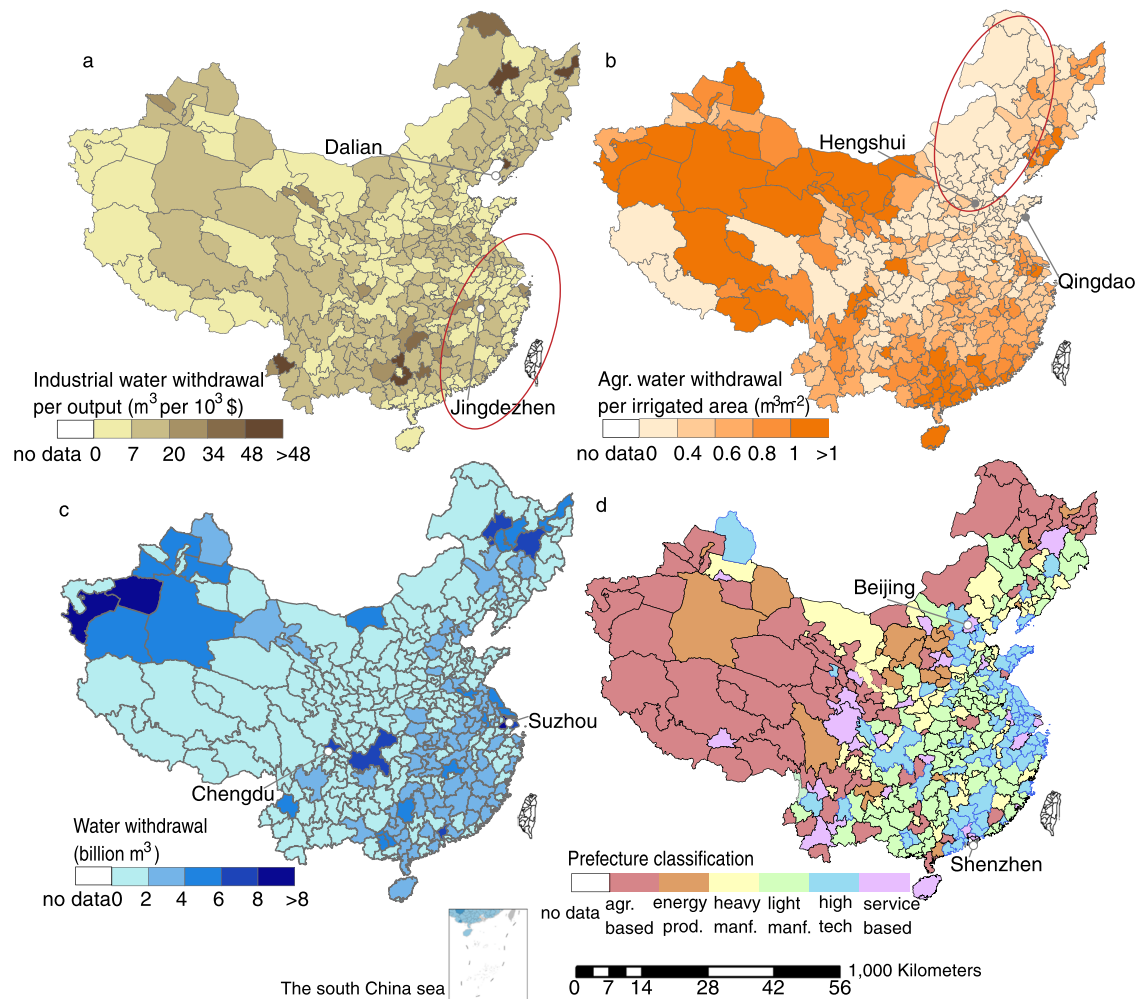 a
Dalian
Industrial water withdrawal
per output (m³ per 10³ $)
Jingdezhen
no data 0 7 20 34 48 >48
b
Hengshui
Qingdao
Agr. water withdrawal
per irrigated area (m³m⁻²)
no data 0 0.4 0.6 0.8 1 >1
c
Suzhou
Chengdu
Water withdrawal
(billion m³)
no data 0 2 4 6 8 >8
d
Beijing
Shenzhen
Prefecture classification
no data
agr. energy heavy light high service
based prod. manf. manf. tech based
The south China sea
1,000 Kilometers
0 7 14 28 42 56